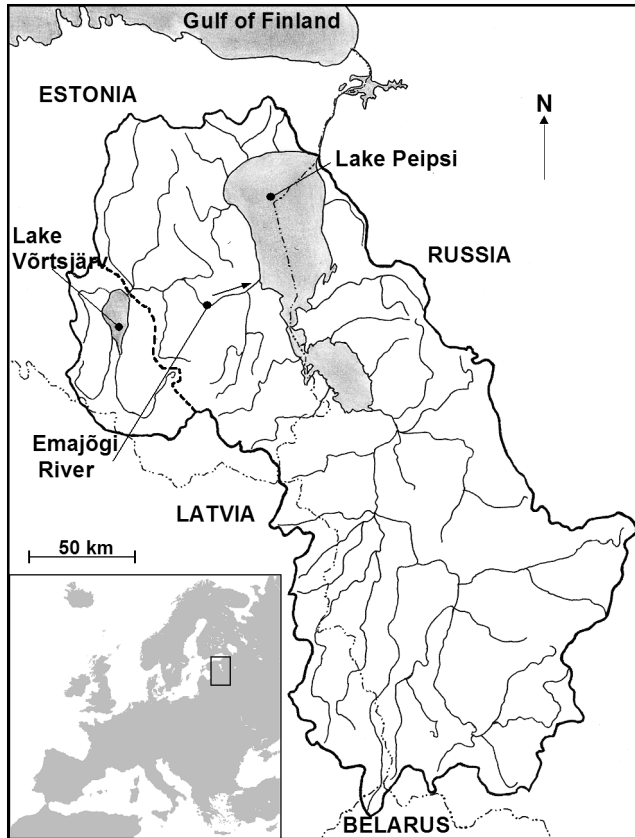 Gulf of Finland
ESTONIA
N
Lake Peipsi
Lake
Võrtsjärv
RUSSIA
Emajõgi
River
LATVIA
50 km
BELARUS